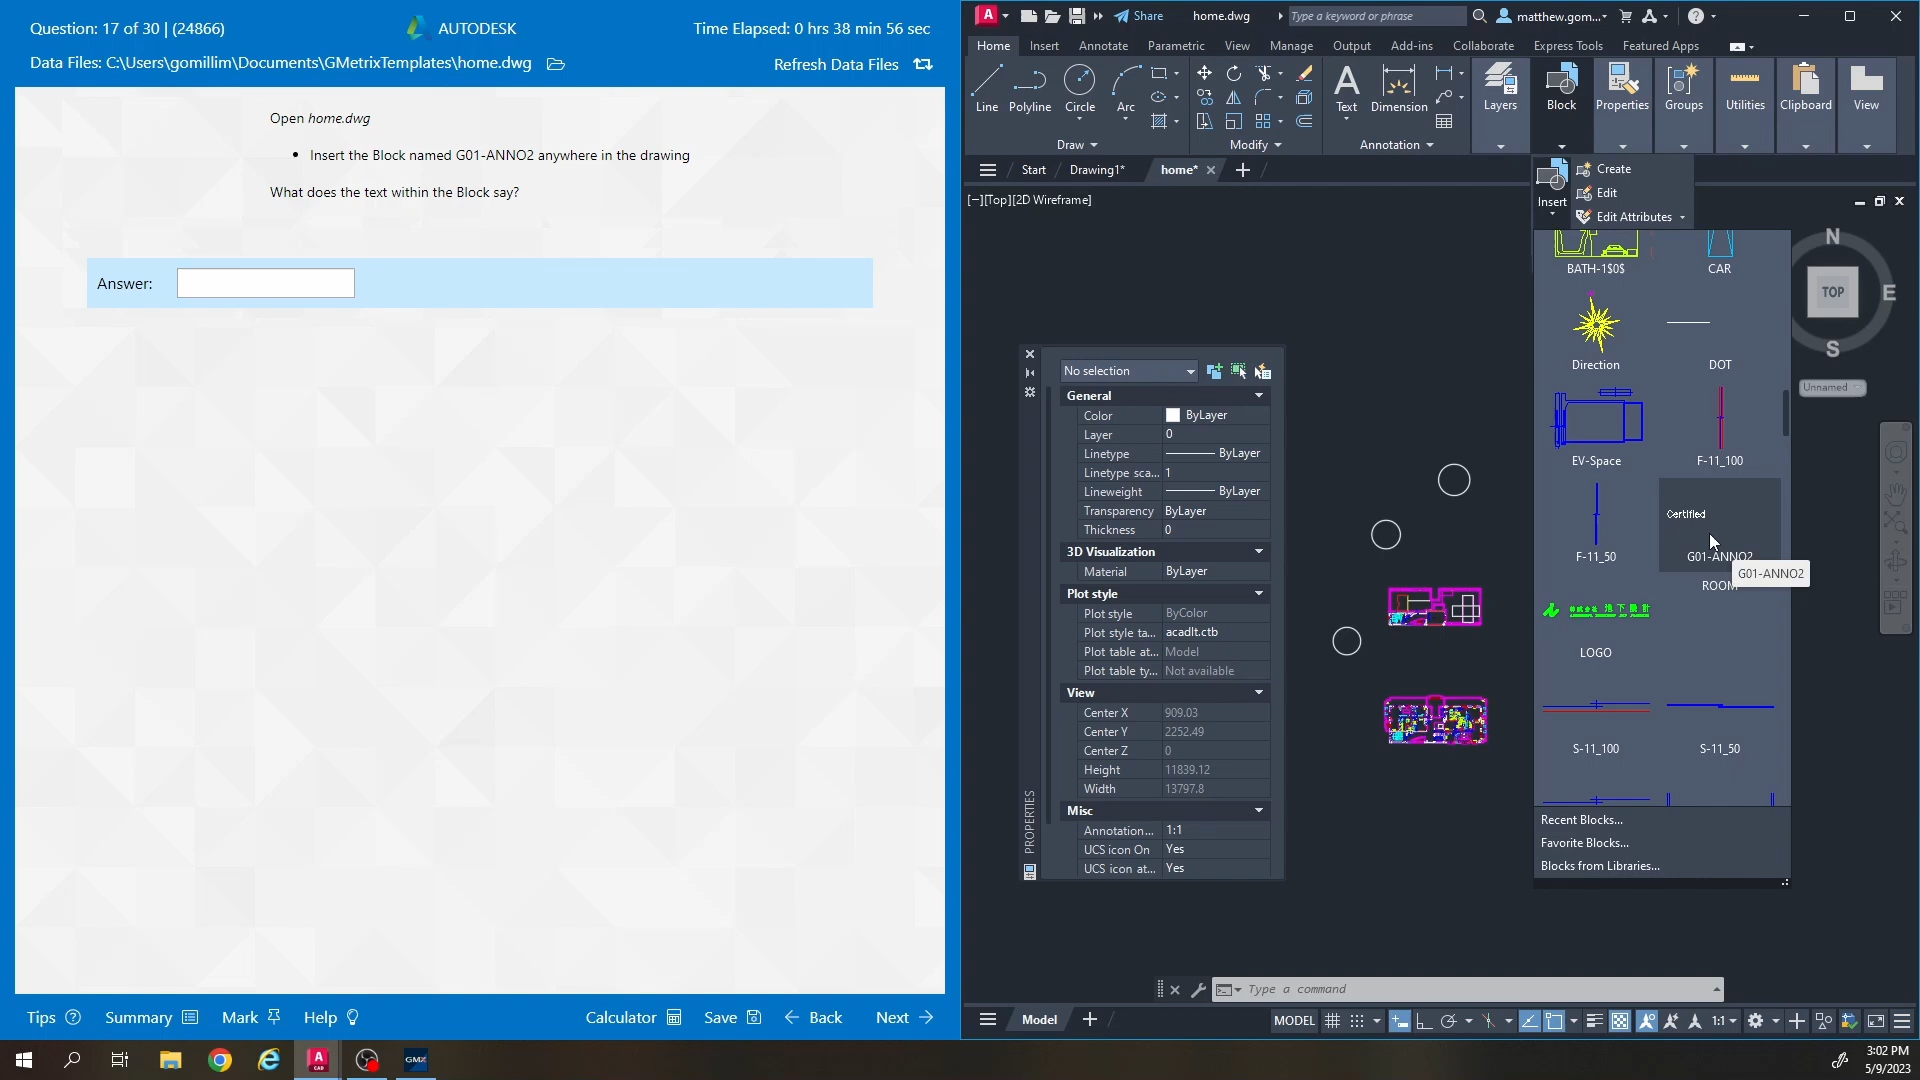 Question: 17 of 30 | (24866)
AUTODESK
Time Elapsed: 0 hrs 38 min 56 sec
Data Files: C:\Users\gomillim\Documents\GMetrixTemplates\home.dwg
Refresh Data Files
Open home.dwg
• Insert the Block named G01-ANNO2 anywhere in the drawing
What does the text within the Block say?
Answer:
Tips
Summary
Mark
Help
Calculator
Save
Back
Next
A
Share
home.dwg
Type a keyword or phrase
matthew.gom...
Home Insert Annotate Parametric View Manage Output Add-ins Collaborate Express Tools Featured Apps
Line Polyline Circle Arc Text Dimension Layers Block Properties Groups Utilities Clipboard View
Draw Modify Annotation
Start Drawing1* home*
Insert
Create
Edit
Edit Attributes
[−][Top][2D Wireframe]
N
TOP
E
S
Unnamed
BATH-1$0$ CAR
Direction DOT
EV-Space F-11_100
Certified
F-11_50 G01-ANNO2
G01-ANNO2
ROOM
LOGO
S-11_100 S-11_50
Recent Blocks...
Favorite Blocks...
Blocks from Libraries...
No selection
General
Color ByLayer
Layer 0
Linetype ByLayer
Linetype sca... 1
Lineweight ByLayer
Transparency ByLayer
Thickness 0
3D Visualization
Material ByLayer
Plot style
Plot style ByColor
Plot style ta... acadlt.ctb
Plot table at... Model
Plot table ty... Not available
View
Center X 909.03
Center Y 2252.49
Center Z 0
Height 11839.12
Width 13797.8
Misc
Annotation... 1:1
UCS icon On Yes
UCS icon at... Yes
PROPERTIES
Type a command
Model
MODEL
1:1
A
CAD
GMX
3:02 PM
5/9/2023